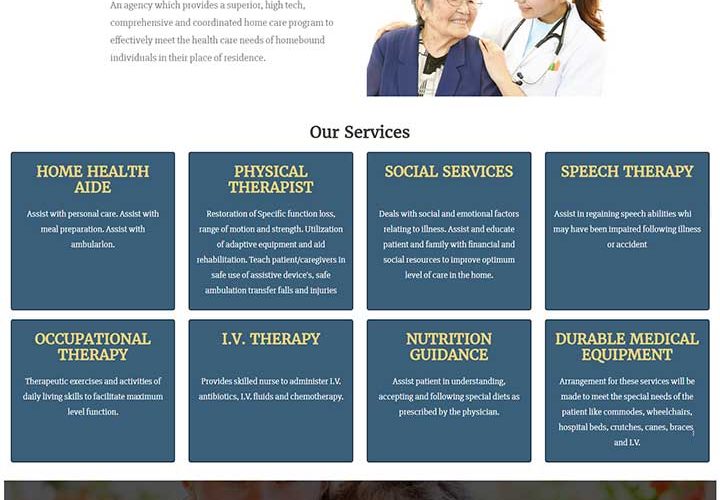 An agency which provides a superior, high tech,
comprehensive and coordinated home care program to
effectively meet the health care needs of homebound
individuals in their place of residence.
Our Services
HOME HEALTH
AIDE
Assist with personal care. Assist with
meal preparation. Assist with
ambularlon.
PHYSICAL
THERAPIST
Restoration of Specific function loss,
range of motion and strength. Utilization
of adaptive equipment and aid
rehabilitation. Teach patient/caregivers in
safe use of assistive device's, safe
ambulation transfer falls and injuries
SOCIAL SERVICES
Deals with social and emotional factors
relating to illness. Assist and educate
patient and family with financial and
social resources to improve optimum
level of care in the home.
SPEECH THERAPY
Assist in regaining speech abilities whi
may have been impaired following illness
or accident
OCCUPATIONAL
THERAPY
Therapeutic exercises and activities of
daily living skills to facilitate maximum
level function.
I.V. THERAPY
Provides skilled nurse to administer I.V.
antibiotics, I.V. fluids and chemotherapy.
NUTRITION
GUIDANCE
Assist patient in understanding,
accepting and following special diets as
prescribed by the physician.
DURABLE MEDICAL
EQUIPMENT
Arrangement for these services will be
made to meet the special needs of the
patient like commodes, wheelchairs,
hospital beds, crutches, canes, braces
and I.V.